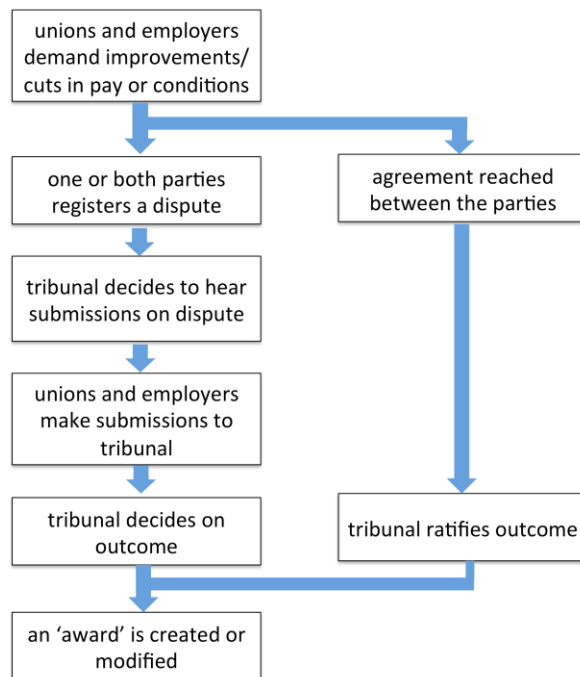 unions and employers
demand improvements/
cuts in pay or conditions
one or both parties
registers a dispute
agreement reached
between the parties
tribunal decides to hear
submissions on dispute
unions and employers
make submissions to
tribunal
tribunal decides on
outcome
tribunal ratifies outcome
an ‘award’ is created or
modified